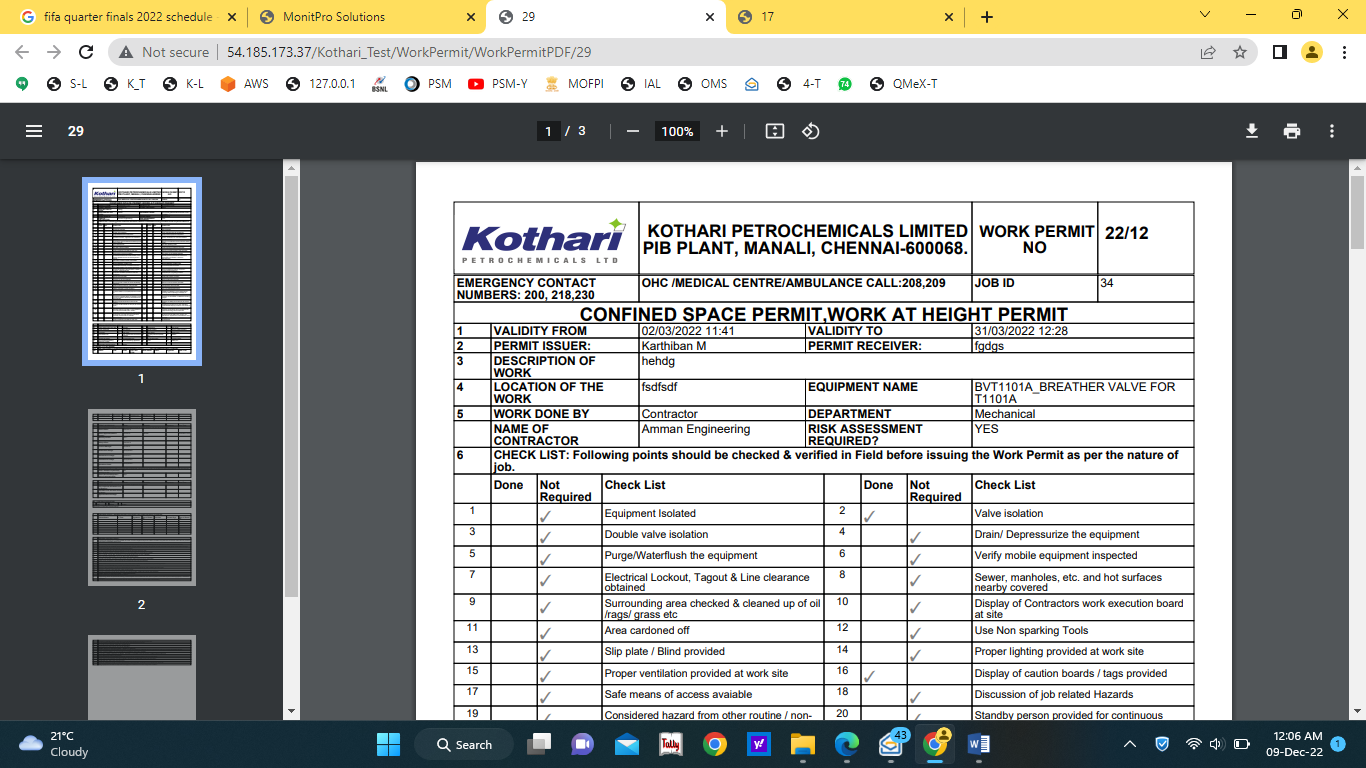 fifa quarter finals 2022 schedule
MonitPro Solutions
29
17
Not secure
54.185.173.37/Kothari_Test/WorkPermit/WorkPermitPDF/29
S-L
K_T
K-L
AWS
127.0.0.1
BSNL
PSM
PSM-Y
MOFPI
IAL
OMS
4-T
74
QMeX-T
29
1 / 3
100%
1
2
Kothari
PETROCHEMICALS LTD
KOTHARI PETROCHEMICALS LIMITED
PIB PLANT, MANALI, CHENNAI-600068.
WORK PERMIT
NO
22/12
EMERGENCY CONTACT
NUMBERS: 200, 218,230
OHC /MEDICAL CENTRE/AMBULANCE CALL:208,209
JOB ID
34
CONFINED SPACE PERMIT,WORK AT HEIGHT PERMIT
1 VALIDITY FROM 02/03/2022 11:41 VALIDITY TO 31/03/2022 12:28
2 PERMIT ISSUER: Karthiban M PERMIT RECEIVER: fgdgs
3 DESCRIPTION OF
WORK
hehdg
4 LOCATION OF THE
WORK
fsdfsdf
EQUIPMENT NAME
BVT1101A_BREATHER VALVE FOR
T1101A
5 WORK DONE BY Contractor DEPARTMENT Mechanical
NAME OF
CONTRACTOR
Amman Engineering
RISK ASSESSMENT
REQUIRED?
YES
6 CHECK LIST: Following points should be checked & verified in Field before issuing the Work Permit as per the nature of
job.
Done
Not
Required
Check List
Done
Not
Required
Check List
1 ✓ Equipment Isolated 2 ✓ Valve isolation
3 ✓ Double valve isolation 4 ✓ Drain/ Depressurize the equipment
5 ✓ Purge/Waterflush the equipment 6 ✓ Verify mobile equipment inspected
7 ✓ Electrical Lockout, Tagout & Line clearance
obtained
8 ✓ Sewer, manholes, etc. and hot surfaces
nearby covered
9 ✓ Surrounding area checked & cleaned up of oil
/rags/ grass etc
10 ✓ Display of Contractors work execution board
at site
11 ✓ Area cardoned off 12 ✓ Use Non sparking Tools
13 ✓ Slip plate / Blind provided 14 ✓ Proper lighting provided at work site
15 ✓ Proper ventilation provided at work site 16 ✓ Display of caution boards / tags provided
17 ✓ Safe means of access avaiable 18 ✓ Discussion of job related Hazards
19 ✓ Considered hazard from other routine / non-
20 ✓ Standby person provided for continuous
21°C
Cloudy
Search
Tally
y!
43
12:06 AM
09-Dec-22
1